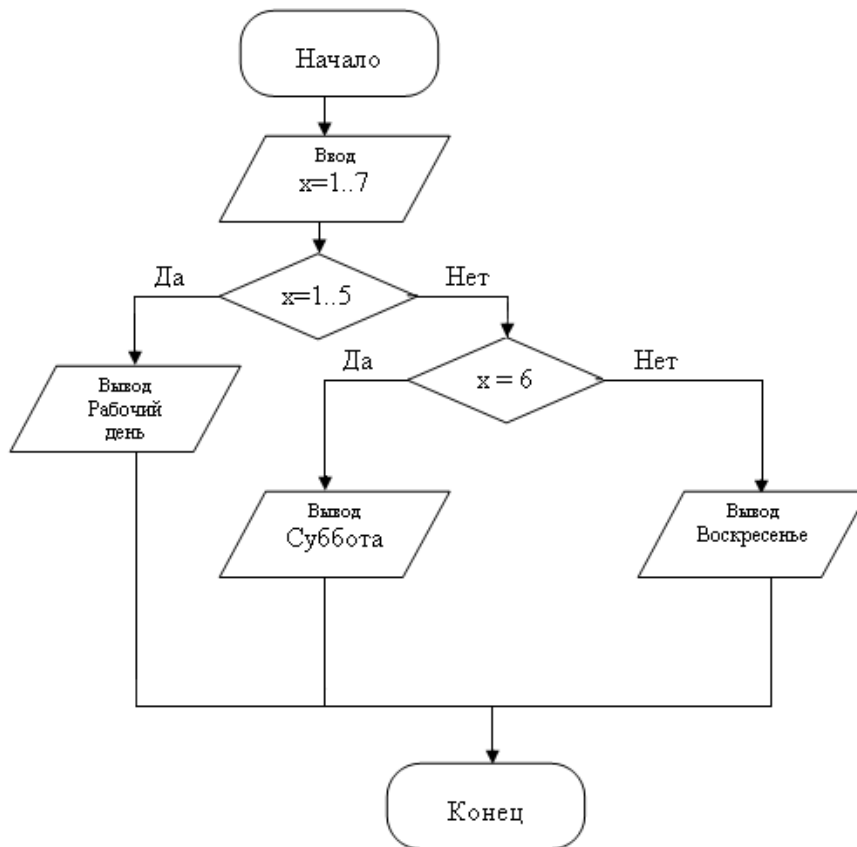 Начало
Ввод
x=1..7
Да
Нет
x=1..5
Да
Нет
x = 6
Вывод
Рабочий
день
Вывод
Суббота
Вывод
Воскресенье
Конец